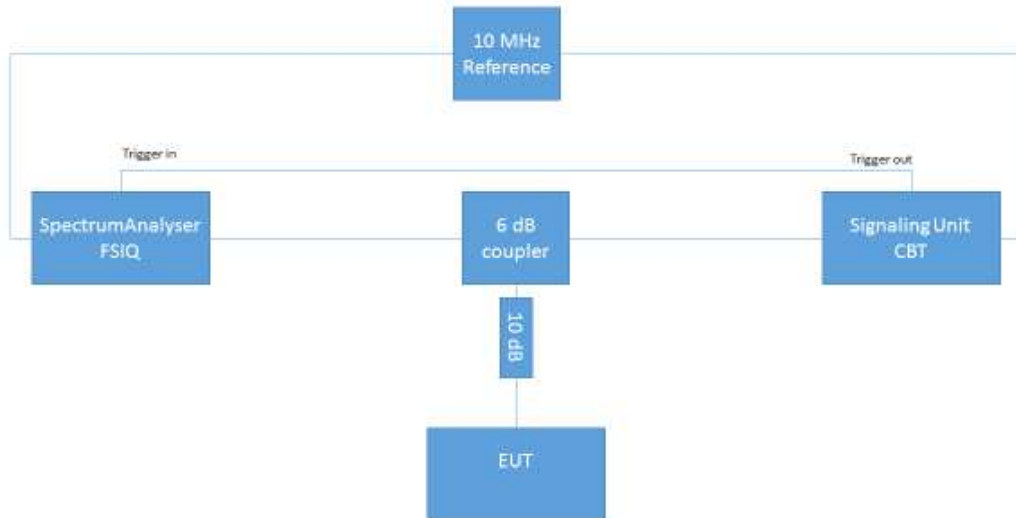 10 MHz
Reference
Trigger in
Trigger out
SpectrumAnalyser
FSIQ
6 dB
coupler
Signaling Unit
CBT
10 dB
EUT